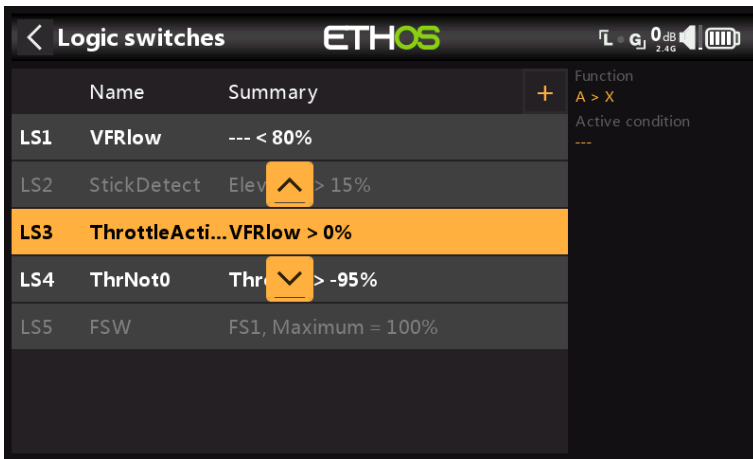 Logic switches
ETHOS
L G 0dB
2.4G
Name Summary +
LS1 VFRlow --- < 80%
LS2 StickDetect Elev > 15%
LS3 ThrottleActi... VFRlow > 0%
LS4 ThrNot0 Thr > -95%
LS5 FSW FS1, Maximum = 100%
Function
A > X
Active condition
---